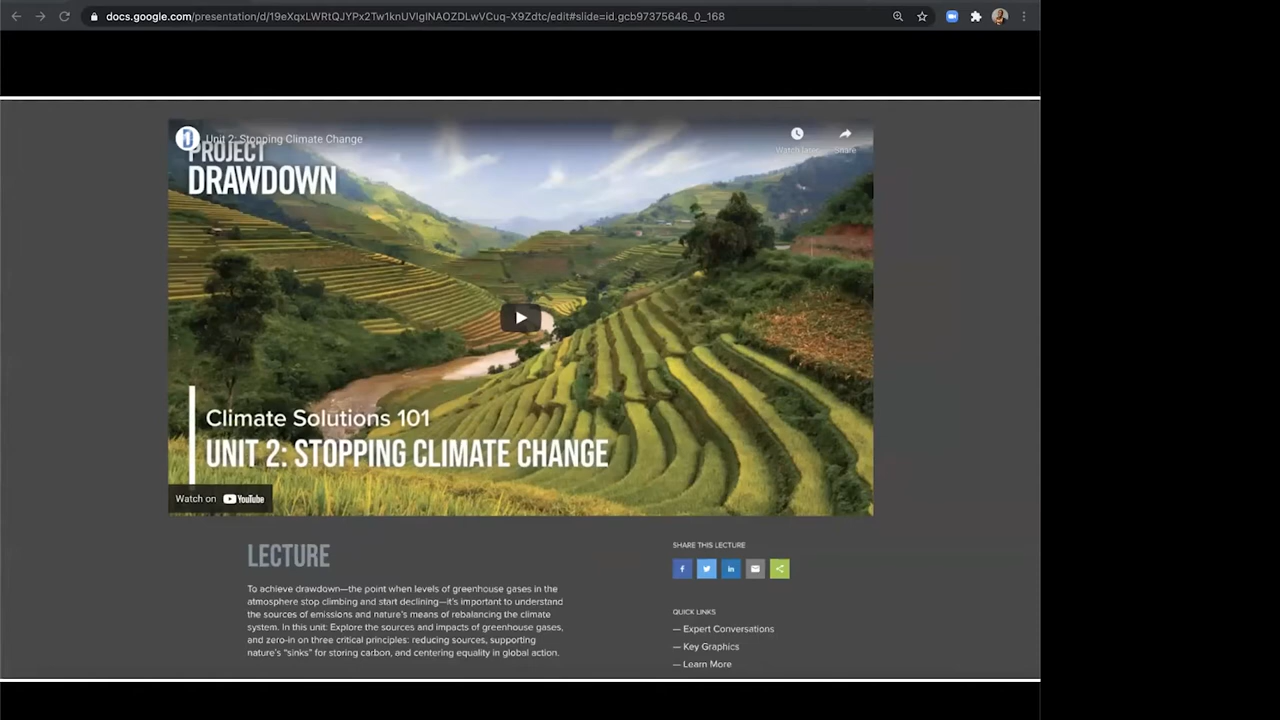 docs.google.com/presentation/d/19eXqxLWRtQJYPx2Tw1knUVIgINAOZDLwVCuq-X9Zdtc/edit#slide=id.gcb97375646_0_168
Unit 2: Stopping Climate Change
Watch later
Share
PROJECT
DRAWDOWN
Climate Solutions 101
UNIT 2: STOPPING CLIMATE CHANGE
Watch on YouTube
LECTURE
To achieve drawdown—the point when levels of greenhouse gases in the
atmosphere stop climbing and start declining—it's important to understand
the sources of emissions and nature's means of rebalancing the climate
system. In this unit: Explore the sources and impacts of greenhouse gases,
and zero-in on three critical principles: reducing sources, supporting
nature's "sinks" for storing carbon, and centering equality in global action.
SHARE THIS LECTURE
QUICK LINKS
— Expert Conversations
— Key Graphics
— Learn More